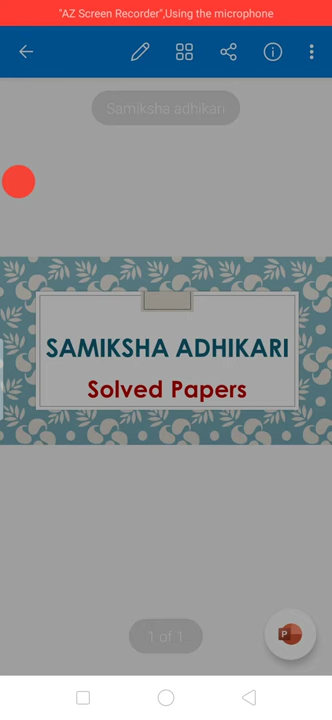 "AZ Screen Recorder",Using the microphone
Samiksha adhikari
SAMIKSHA ADHIKARI
Solved Papers
1 of 1
P